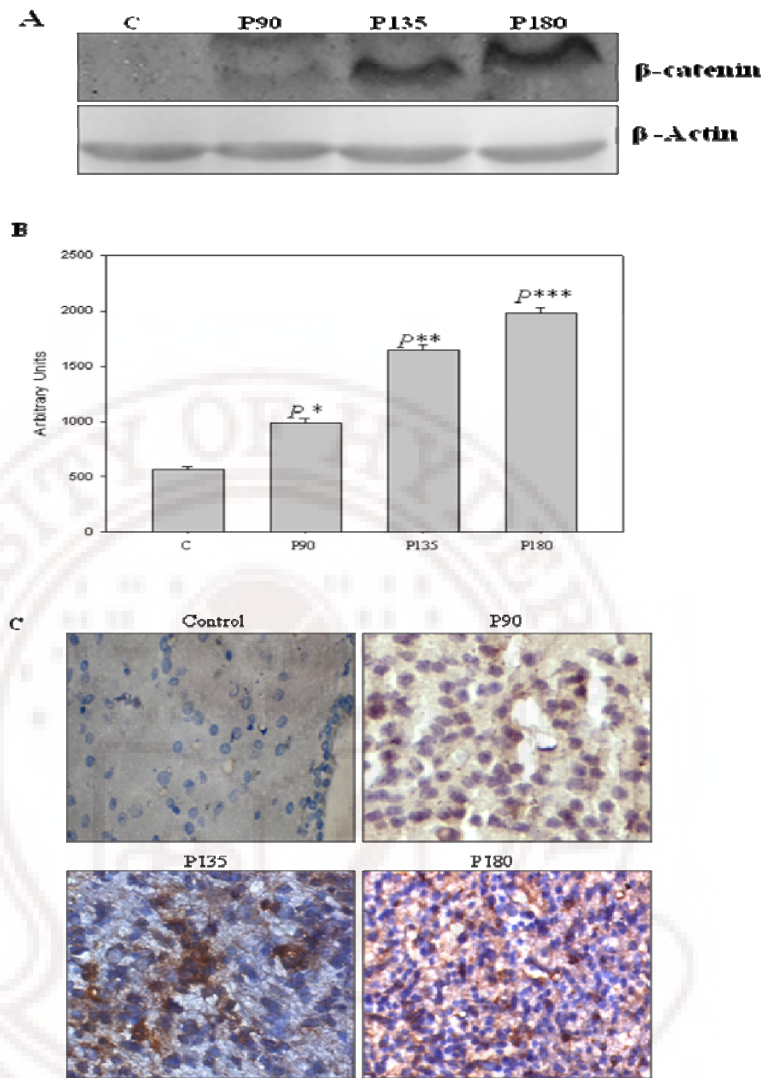 A
C P90 P135 P180
β-catenin
β-Actin
B
2500
2000
1500
1000
500
0
Arbitrary Units
P*
P**
P***
C P90 P135 P180
C
Control P90
P135 P180